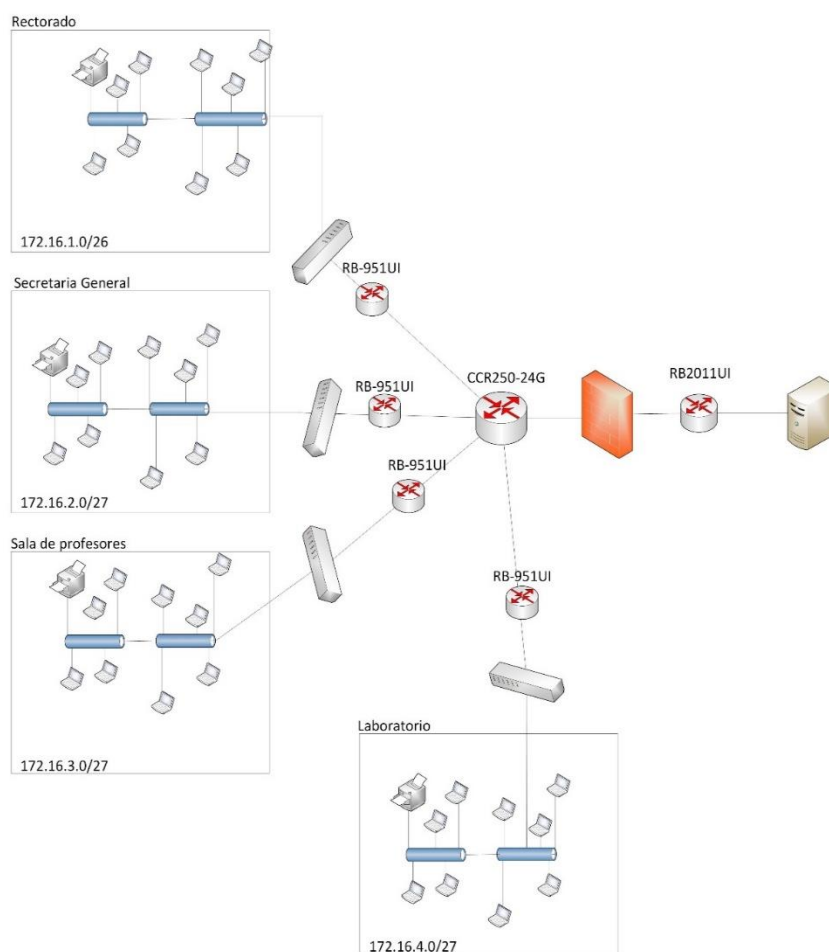 Rectorado
172.16.1.0/26
RB-951UI
Secretaria General
172.16.2.0/27
RB-951UI
CCR250-24G
RB2011UI
RB-951UI
Sala de profesores
172.16.3.0/27
RB-951UI
Laboratorio
172.16.4.0/27